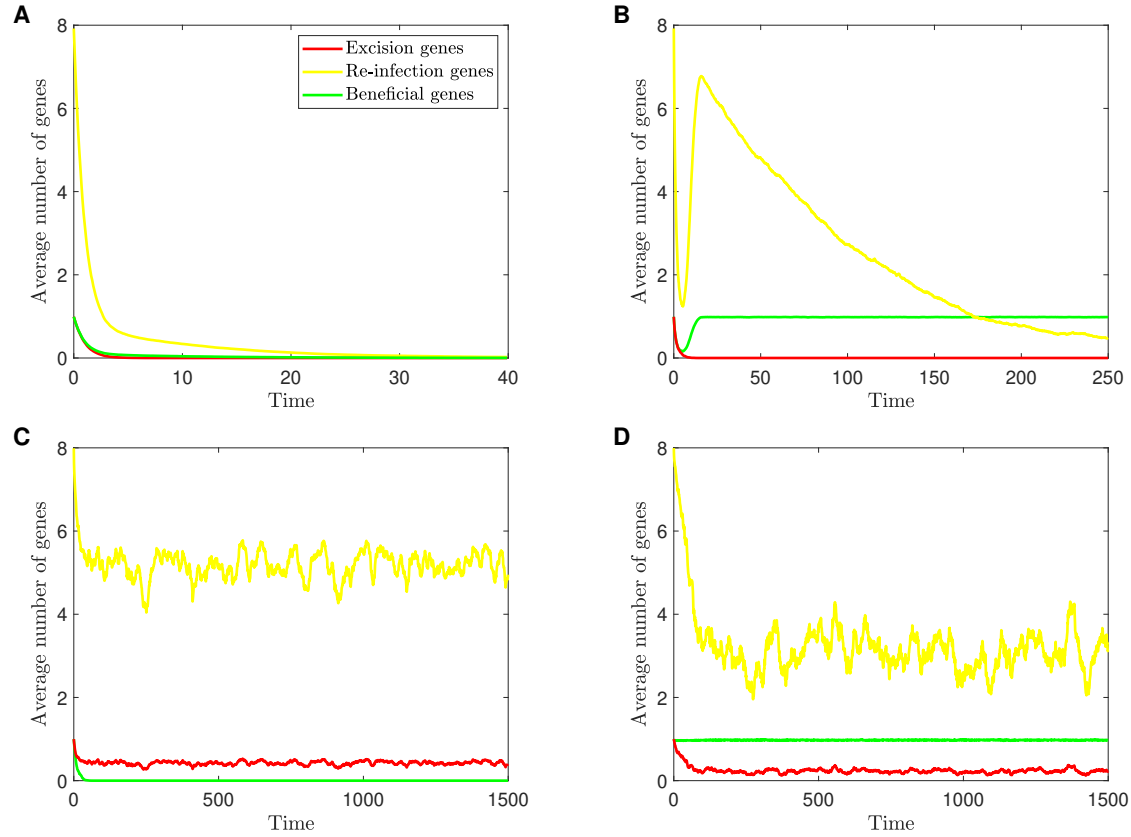 A
8
6
4
2
0
Average number of genes
Excision genes
Re-infection genes
Beneficial genes
0 10 20 30 40
Time
B
8
6
4
2
0
Average number of genes
0 50 100 150 200 250
Time
C
8
6
4
2
0
Average number of genes
0 500 1000 1500
Time
D
8
6
4
2
0
Average number of genes
0 500 1000 1500
Time